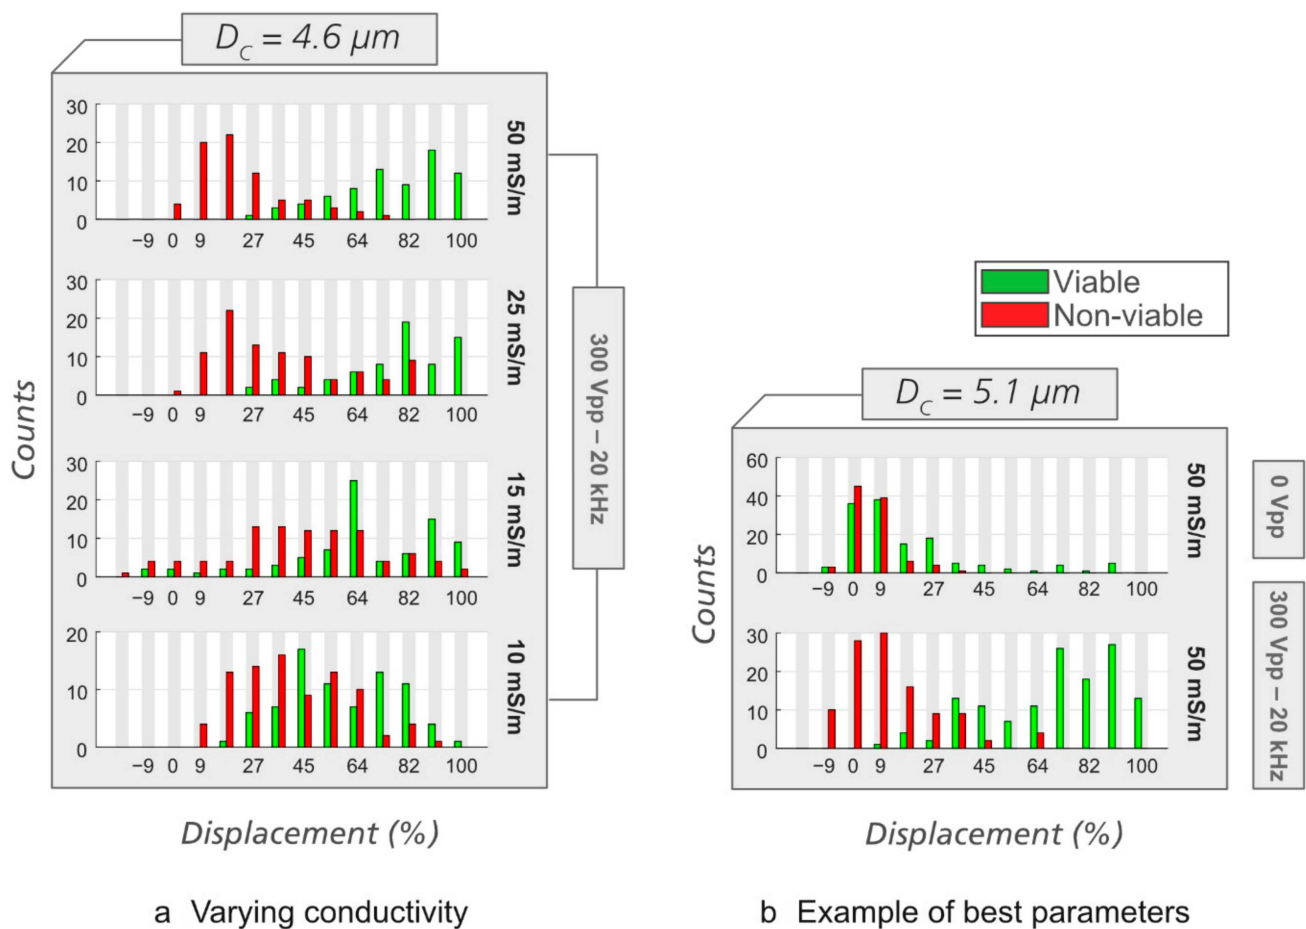 D_C = 4.6 µm
Counts
30
20
10
0
−9 0 9 27 45 64 82 100
50 mS/m
30
20
10
0
−9 0 9 27 45 64 82 100
25 mS/m
30
20
10
0
−9 0 9 27 45 64 82 100
15 mS/m
20
10
0
−9 0 9 27 45 64 82 100
10 mS/m
300 Vpp – 20 kHz
Displacement (%)
a Varying conductivity
Viable
Non-viable
D_C = 5.1 µm
Counts
60
40
20
0
−9 0 9 27 45 64 82 100
50 mS/m
0 Vpp
30
20
10
0
−9 0 9 27 45 64 82 100
50 mS/m
300 Vpp – 20 kHz
Displacement (%)
b Example of best parameters